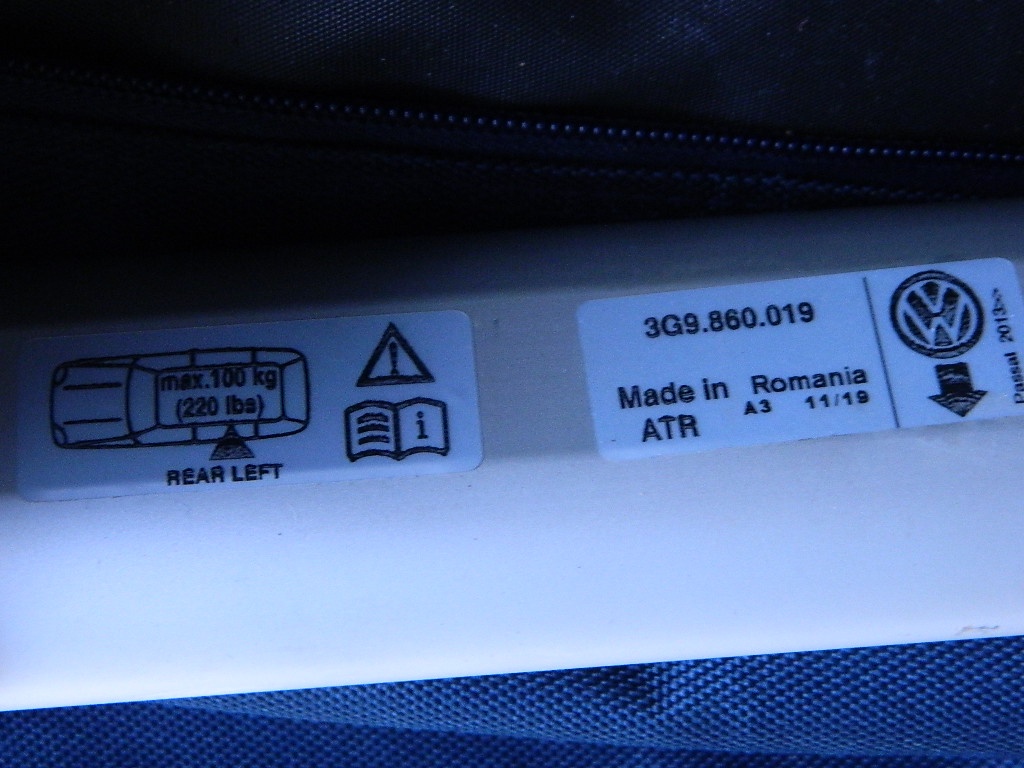 max.100 kg
(220 lbs)
REAR LEFT
i
3G9.860.019
Made in Romania
A3 11/19
ATR
VW
Passat 2013>>